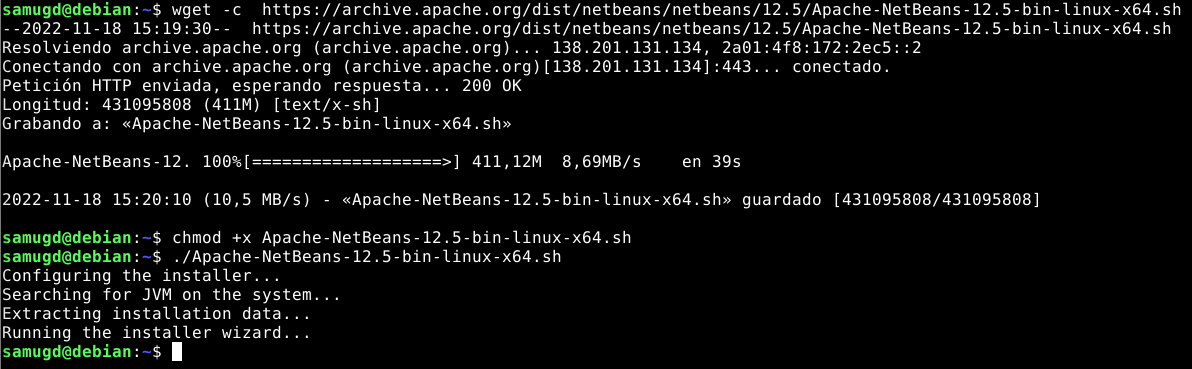 samugd@debian:~$ wget -c  https://archive.apache.org/dist/netbeans/netbeans/12.5/Apache-NetBeans-12.5-bin-linux-x64.sh
--2022-11-18 15:19:30--  https://archive.apache.org/dist/netbeans/netbeans/12.5/Apache-NetBeans-12.5-bin-linux-x64.sh
Resolviendo archive.apache.org (archive.apache.org)... 138.201.131.134, 2a01:4f8:172:2ec5::2
Conectando con archive.apache.org (archive.apache.org)[138.201.131.134]:443... conectado.
Petición HTTP enviada, esperando respuesta... 200 OK
Longitud: 431095808 (411M) [text/x-sh]
Grabando a: «Apache-NetBeans-12.5-bin-linux-x64.sh»
Apache-NetBeans-12. 100%[===================>] 411,12M  8,69MB/s    en 39s
2022-11-18 15:20:10 (10,5 MB/s) - «Apache-NetBeans-12.5-bin-linux-x64.sh» guardado [431095808/431095808]
samugd@debian:~$ chmod +x Apache-NetBeans-12.5-bin-linux-x64.sh
samugd@debian:~$ ./Apache-NetBeans-12.5-bin-linux-x64.sh
Configuring the installer...
Searching for JVM on the system...
Extracting installation data...
Running the installer wizard...
samugd@debian:~$